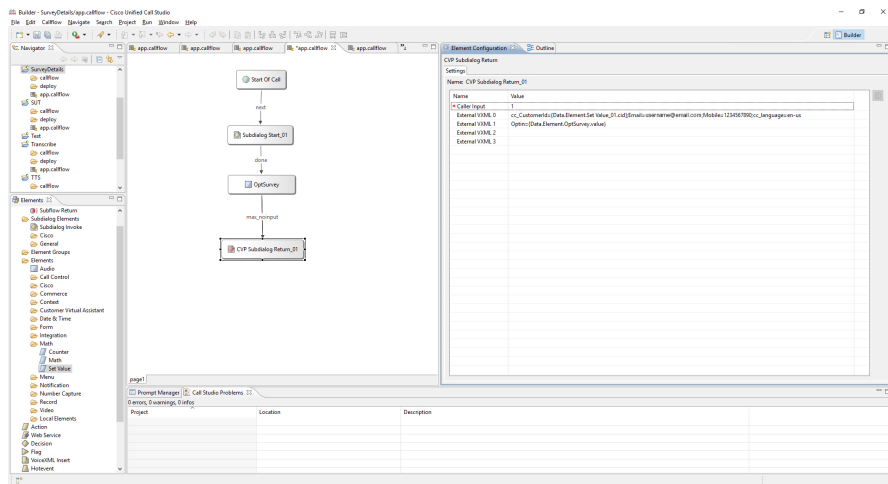 Builder - SurveyDetails/app.callflow - Cisco Unified Call Studio
File Edit Callflow Navigate Search Project Run Window Help
Builder
Navigator
app.callflow
app.callflow
app.callflow
*app.callflow
app.callflow
Element Configuration
Outline
SurveyDetails
callflow
deploy
app.callflow
SUT
callflow
deploy
app.callflow
Test
Transcribe
callflow
deploy
app.callflow
TTS
callflow
Elements
Subflow Return
Subdialog Elements
Subdialog Invoke
Cisco
General
Element Groups
Elements
Audio
Call Control
Cisco
Commerce
Context
Customer Virtual Assistant
Date & Time
Form
Integration
Math
Counter
Math
Set Value
Menu
Notification
Number Capture
Record
Video
Local Elements
Action
Web Service
Decision
Flag
VoiceXML Insert
Hotevent
Start Of Call
next
Subdialog Start_01
done
OptSurvey
max_noinput
CVP Subdialog Return_01
page1
CVP Subdialog Return
Settings
Name: CVP Subdialog Return_01
Name Value
* Caller Input 1
External VXML 0 cc_CustomerId={Data.Element.Set Value_01.cid};Email=username@email.com;Mobile=1234567890;cc_language=en-us
External VXML 1 Optin={Data.Element.OptSurvey.value}
External VXML 2
External VXML 3
Prompt Manager
Call Studio Problems
0 errors, 0 warnings, 0 infos
Project Location Description